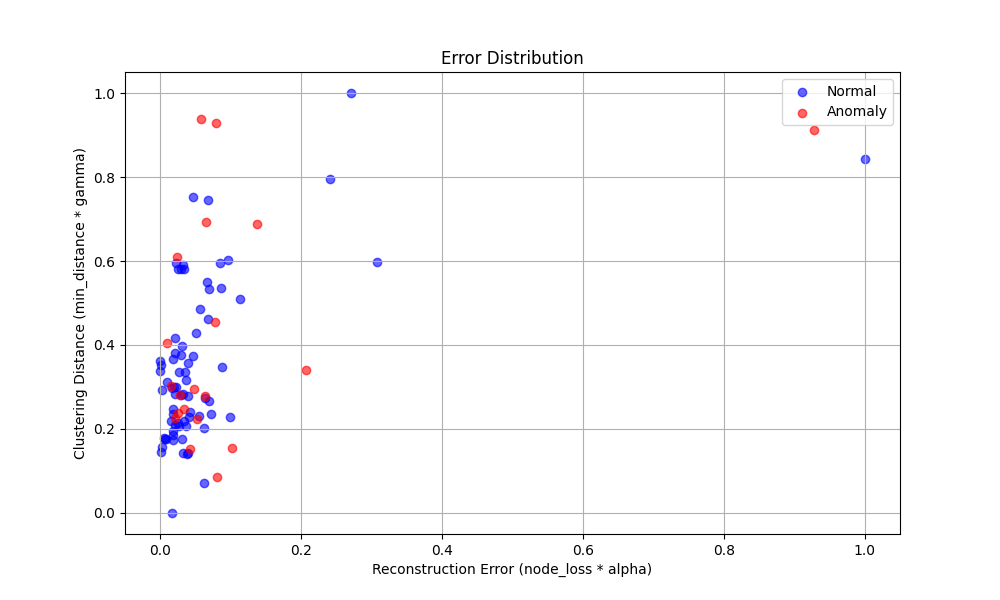 Error Distribution
Normal
Anomaly
Clustering Distance (min_distance * gamma)
1.0
0.8
0.6
0.4
0.2
0.0
0.0 0.2 0.4 0.6 0.8 1.0
Reconstruction Error (node_loss * alpha)